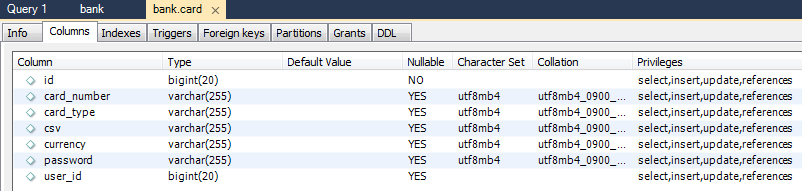 Query 1 bank bank.card ×
Info Columns Indexes Triggers Foreign keys Partitions Grants DDL
Column Type Default Value Nullable Character Set Collation Privileges
id bigint(20) NO select,insert,update,references
card_number varchar(255) YES utf8mb4 utf8mb4_0900_... select,insert,update,references
card_type varchar(255) YES utf8mb4 utf8mb4_0900_... select,insert,update,references
csv varchar(255) YES utf8mb4 utf8mb4_0900_... select,insert,update,references
currency varchar(255) YES utf8mb4 utf8mb4_0900_... select,insert,update,references
password varchar(255) YES utf8mb4 utf8mb4_0900_... select,insert,update,references
user_id bigint(20) YES select,insert,update,references